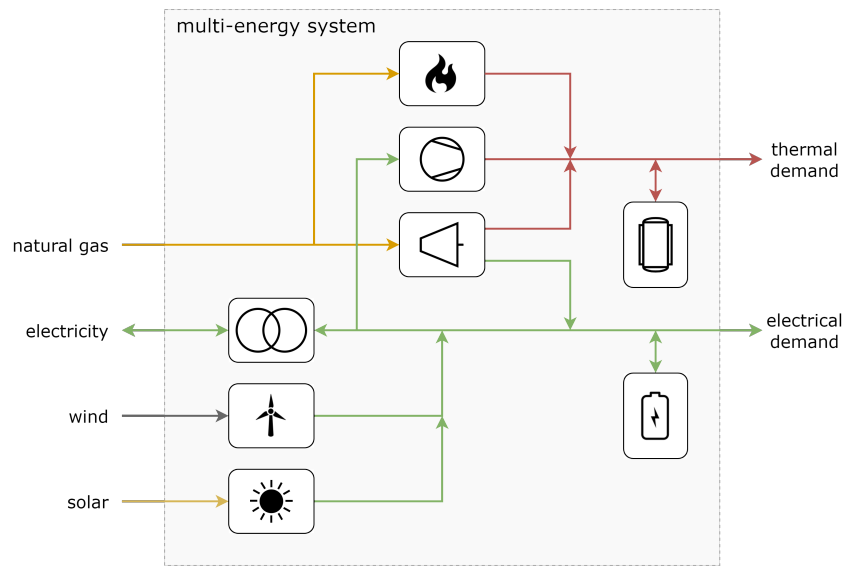 multi-energy system
thermal
demand
natural gas
electricity
electrical
demand
wind
solar